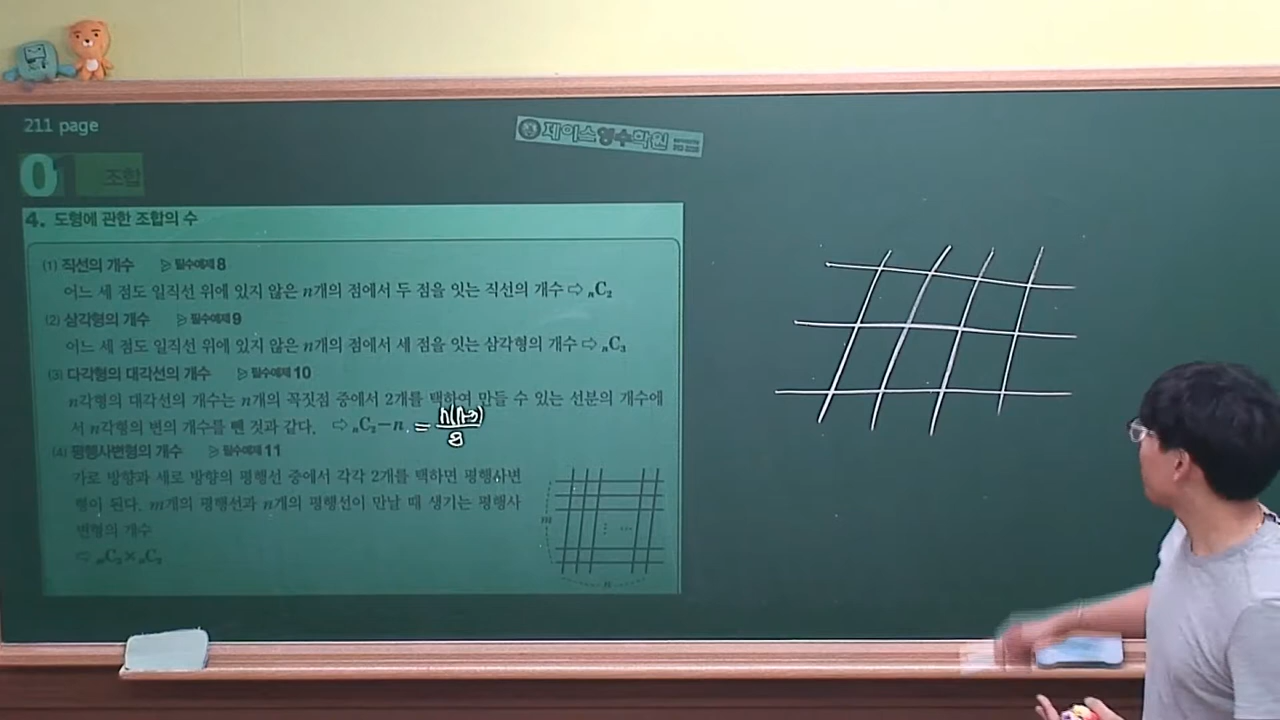 211 page
제이스영수학원
01 조합
4. 도형에 관한 조합의 수
(1) 직선의 개수 ▷ 필수예제 8
어느 세 점도 일직선 위에 있지 않은 n개의 점에서 두 점을 잇는 직선의 개수 ⇨ ₙC₂
(2) 삼각형의 개수 ▷ 필수예제 9
어느 세 점도 일직선 위에 있지 않은 n개의 점에서 세 점을 잇는 삼각형의 개수 ⇨ ₙC₃
(3) 다각형의 대각선의 개수 ▷ 필수예제 10
n각형의 대각선의 개수는 n개의 꼭짓점 중에서 2개를 택하여 만들 수 있는 선분의 개수에
서 n각형의 변의 개수를 뺀 것과 같다. ⇨ ₙC₂-n = n(n-3)/2
(4) 평행사변형의 개수 ▷ 필수예제 11
가로 방향과 세로 방향의 평행선 중에서 각각 2개를 택하면 평행사변
형이 된다. m개의 평행선과 n개의 평행선이 만날 때 생기는 평행사
변형의 개수
⇨ ₘC₂×ₙC₂
m
n